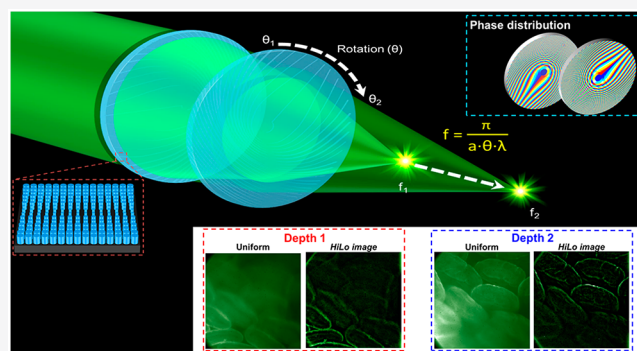 Phase distribution
θ1
Rotation (θ)
θ2
f = π
a·Θ·λ
f1
f2
Depth 1
Uniform HiLo image
Depth 2
Uniform HiLo image